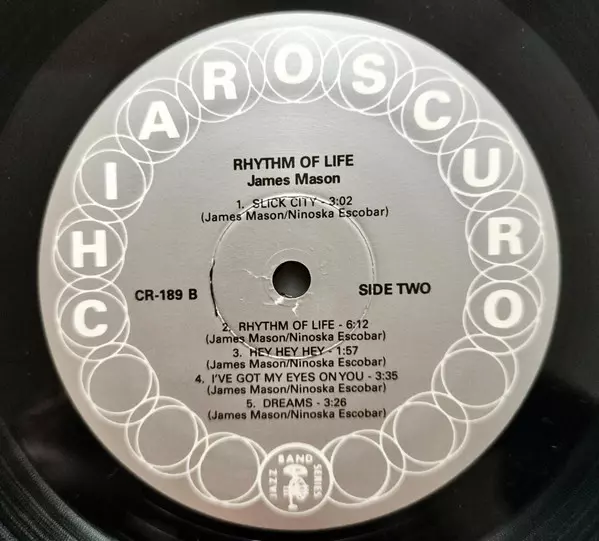 CHIAROSCURO
RHYTHM OF LIFE
James Mason
1. SLICK CITY - 3:02
(James Mason/Ninoska Escobar)
CR-189 B
SIDE TWO
2. RHYTHM OF LIFE - 6:12
(James Mason/Ninoska Escobar)
3. HEY HEY HEY - 1:57
(James Mason/Ninoska Escobar)
4. I'VE GOT MY EYES ON YOU - 3:35
(James Mason/Ninoska Escobar)
5. DREAMS - 3:26
(James Mason/Ninoska Escobar)
JAZZ BAND SERIES